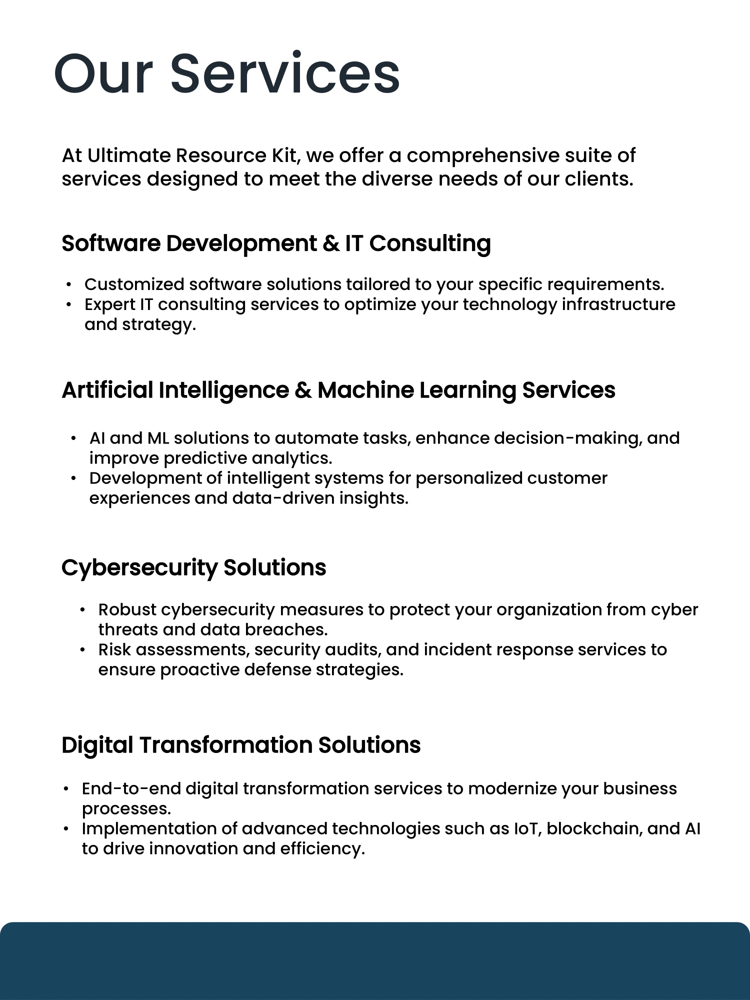 Our Services
At Ultimate Resource Kit, we offer a comprehensive suite of
services designed to meet the diverse needs of our clients.
Software Development & IT Consulting
• Customized software solutions tailored to your specific requirements.
• Expert IT consulting services to optimize your technology infrastructure
and strategy.
Artificial Intelligence & Machine Learning Services
• AI and ML solutions to automate tasks, enhance decision-making, and
improve predictive analytics.
• Development of intelligent systems for personalized customer
experiences and data-driven insights.
Cybersecurity Solutions
• Robust cybersecurity measures to protect your organization from cyber
threats and data breaches.
• Risk assessments, security audits, and incident response services to
ensure proactive defense strategies.
Digital Transformation Solutions
• End-to-end digital transformation services to modernize your business
processes.
• Implementation of advanced technologies such as IoT, blockchain, and AI
to drive innovation and efficiency.